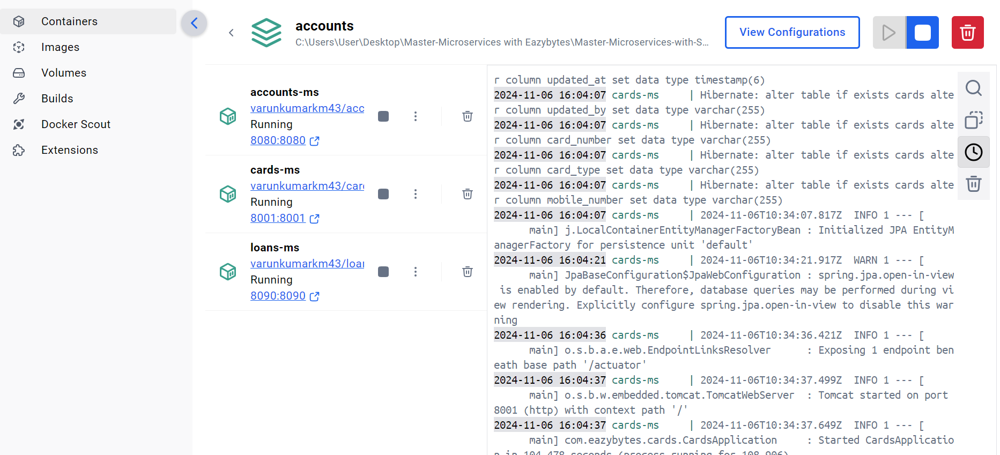 Containers
Images
Volumes
Builds
Docker Scout
Extensions
accounts
C:\Users\User\Desktop\Master-Microservices with Eazybytes\Master-Microservices-with-S...
View Configurations
accounts-ms
varunkumarkm43/acc
Running
8080:8080
cards-ms
varunkumarkm43/car
Running
8001:8001
loans-ms
varunkumarkm43/loa
Running
8090:8090
r column updated_at set data type timestamp(6)
2024-11-06 16:04:07 cards-ms | Hibernate: alter table if exists cards alte
r column updated_by set data type varchar(255)
2024-11-06 16:04:07 cards-ms | Hibernate: alter table if exists cards alte
r column card_number set data type varchar(255)
2024-11-06 16:04:07 cards-ms | Hibernate: alter table if exists cards alte
r column card_type set data type varchar(255)
2024-11-06 16:04:07 cards-ms | Hibernate: alter table if exists cards alte
r column mobile_number set data type varchar(255)
2024-11-06 16:04:07 cards-ms | 2024-11-06T10:34:07.817Z INFO 1 --- [
main] j.LocalContainerEntityManagerFactoryBean : Initialized JPA EntityM
anagerFactory for persistence unit 'default'
2024-11-06 16:04:21 cards-ms | 2024-11-06T10:34:21.917Z WARN 1 --- [
main] JpaBaseConfiguration$JpaWebConfiguration : spring.jpa.open-in-view
is enabled by default. Therefore, database queries may be performed during vi
ew rendering. Explicitly configure spring.jpa.open-in-view to disable this war
ning
2024-11-06 16:04:36 cards-ms | 2024-11-06T10:34:36.421Z INFO 1 --- [
main] o.s.b.a.e.web.EndpointLinksResolver : Exposing 1 endpoint ben
eath base path '/actuator'
2024-11-06 16:04:37 cards-ms | 2024-11-06T10:34:37.499Z INFO 1 --- [
main] o.s.b.w.embedded.tomcat.TomcatWebServer : Tomcat started on port
8001 (http) with context path '/'
2024-11-06 16:04:37 cards-ms | 2024-11-06T10:34:37.649Z INFO 1 --- [
main] com.eazybytes.cards.CardsApplication : Started CardsApplicatio
n in 104.478 seconds (process running for 108.906)